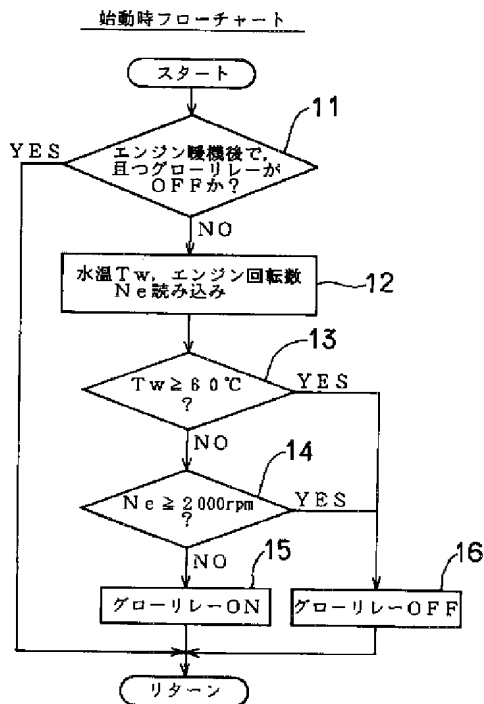 始動時フローチャート
スタート
11
YES
エンジン暖機後で,
且つグローリレーが
OFFか?
NO
水温Tw,エンジン回転数
Ne読み込み
12
13
Tw≧60℃
?
YES
NO
14
Ne≧2000rpm
?
YES
NO
15
グローリレーON
16
グローリレーOFF
リターン